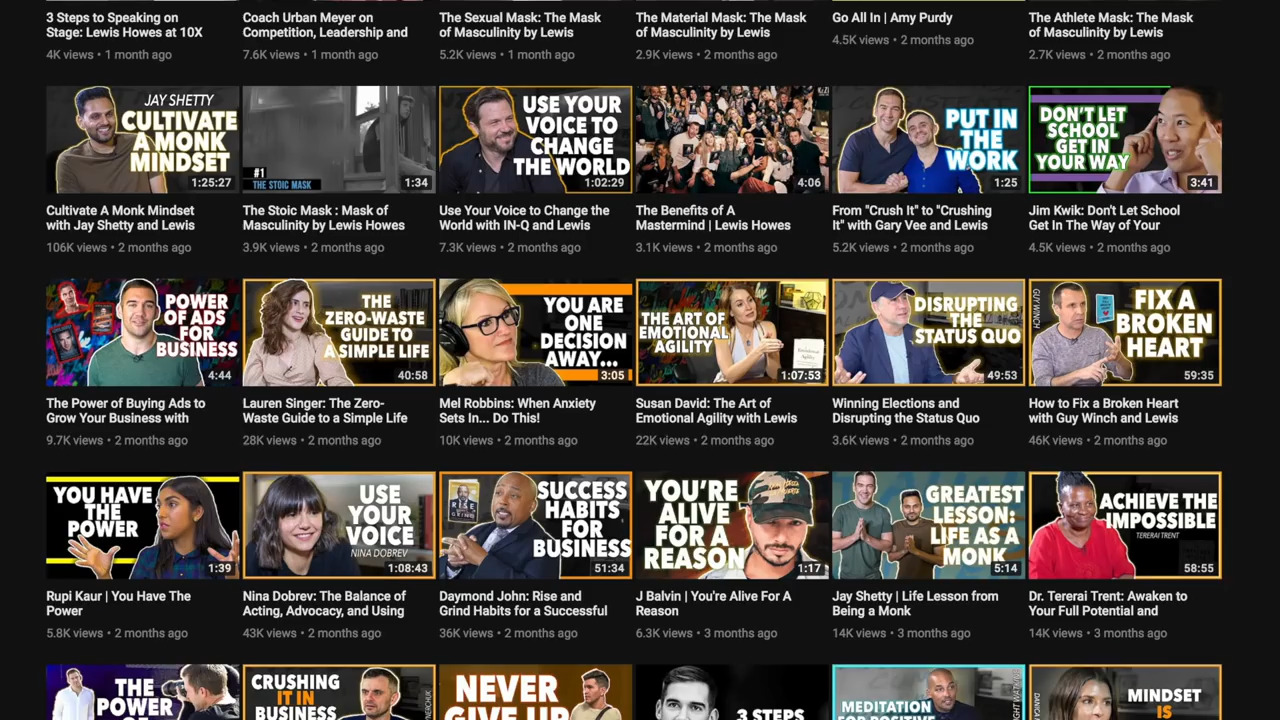 3 Steps to Speaking on
Stage: Lewis Howes at 10X
4K views • 1 month ago
Coach Urban Meyer on
Competition, Leadership and
7.6K views • 1 month ago
The Sexual Mask: The Mask
of Masculinity by Lewis
5.2K views • 1 month ago
The Material Mask: The Mask
of Masculinity by Lewis
2.9K views • 2 months ago
Go All In | Amy Purdy
4.5K views • 2 months ago
The Athlete Mask: The Mask
of Masculinity by Lewis
2.7K views • 2 months ago
JAY SHETTY
CULTIVATE
A MONK
MINDSET
1:25:27
Cultivate A Monk Mindset
with Jay Shetty and Lewis
106K views • 2 months ago
#1
THE STOIC MASK
1:34
The Stoic Mask : Mask of
Masculinity by Lewis Howes
3.9K views • 2 months ago
USE YOUR
VOICE TO
CHANGE
THE WORLD
1:02:29
Use Your Voice to Change the
World with IN-Q and Lewis
7.3K views • 2 months ago
4:06
The Benefits of A
Mastermind | Lewis Howes
3.1K views • 2 months ago
PUT IN
THE
WORK
1:25
From "Crush It" to "Crushing
It" with Gary Vee and Lewis
5.2K views • 2 months ago
DON'T LET
SCHOOL
GET IN
YOUR WAY
3:41
Jim Kwik: Don't Let School
Get In The Way of Your
4.5K views • 2 months ago
POWER
OF ADS
FOR
BUSINESS
4:44
The Power of Buying Ads to
Grow Your Business with
9.7K views • 2 months ago
THE
ZERO-WASTE
GUIDE TO
A SIMPLE LIFE
40:58
Lauren Singer: The Zero-
Waste Guide to a Simple Life
28K views • 2 months ago
YOU ARE
ONE
DECISION
AWAY...
3:05
Mel Robbins: When Anxiety
Sets In... Do This!
10K views • 2 months ago
THE ART OF
EMOTIONAL
AGILITY
1:07:53
Susan David: The Art of
Emotional Agility with Lewis
22K views • 2 months ago
DISRUPTING
THE
STATUS QUO
49:53
Winning Elections and
Disrupting the Status Quo
3.6K views • 2 months ago
GUY WINCH
FIX A
BROKEN
HEART
59:35
How to Fix a Broken Heart
with Guy Winch and Lewis
46K views • 2 months ago
YOU HAVE
THE
POWER
1:39
Rupi Kaur | You Have The
Power
5.8K views • 2 months ago
USE
YOUR
VOICE
NINA DOBREV
1:08:43
Nina Dobrev: The Balance of
Acting, Advocacy, and Using
43K views • 2 months ago
RISE
SUCCESS
HABITS
FOR
BUSINESS
51:34
Daymond John: Rise and
Grind Habits for a Successful
36K views • 2 months ago
YOU'RE
ALIVE
FOR A
REASON
1:17
J Balvin | You're Alive For A
Reason
6.3K views • 3 months ago
GREATEST
LESSON:
LIFE AS A
MONK
5:14
Jay Shetty | Life Lesson from
Being a Monk
14K views • 3 months ago
ACHIEVE THE
IMPOSSIBLE
TERERAI TRENT
58:55
Dr. Tererai Trent: Awaken to
Your Full Potential and
14K views • 3 months ago
THE
POWER
OF
CRUSHING
IT IN
BUSINESS
NEVER
GIVE UP
3 STEPS
MEDITATION
FOR POSITIVE
MINDSET
IS